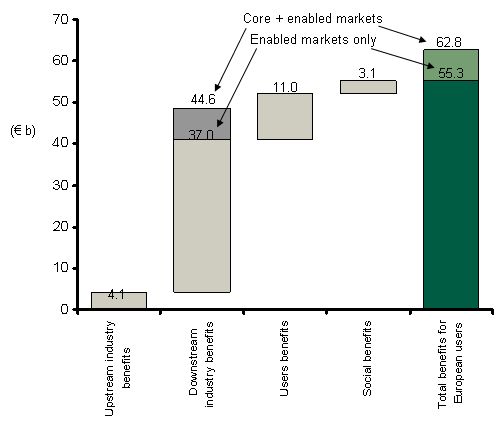 Core + enabled markets
Enabled markets only
(€ b)
70
60
50
40
30
20
10
0
4.1
44.6
37.0
11.0
3.1
62.8
55.3
Upstream industry
benefits
Downstream
industry benefits
Users benefits
Social benefits
Total benefits for
European users